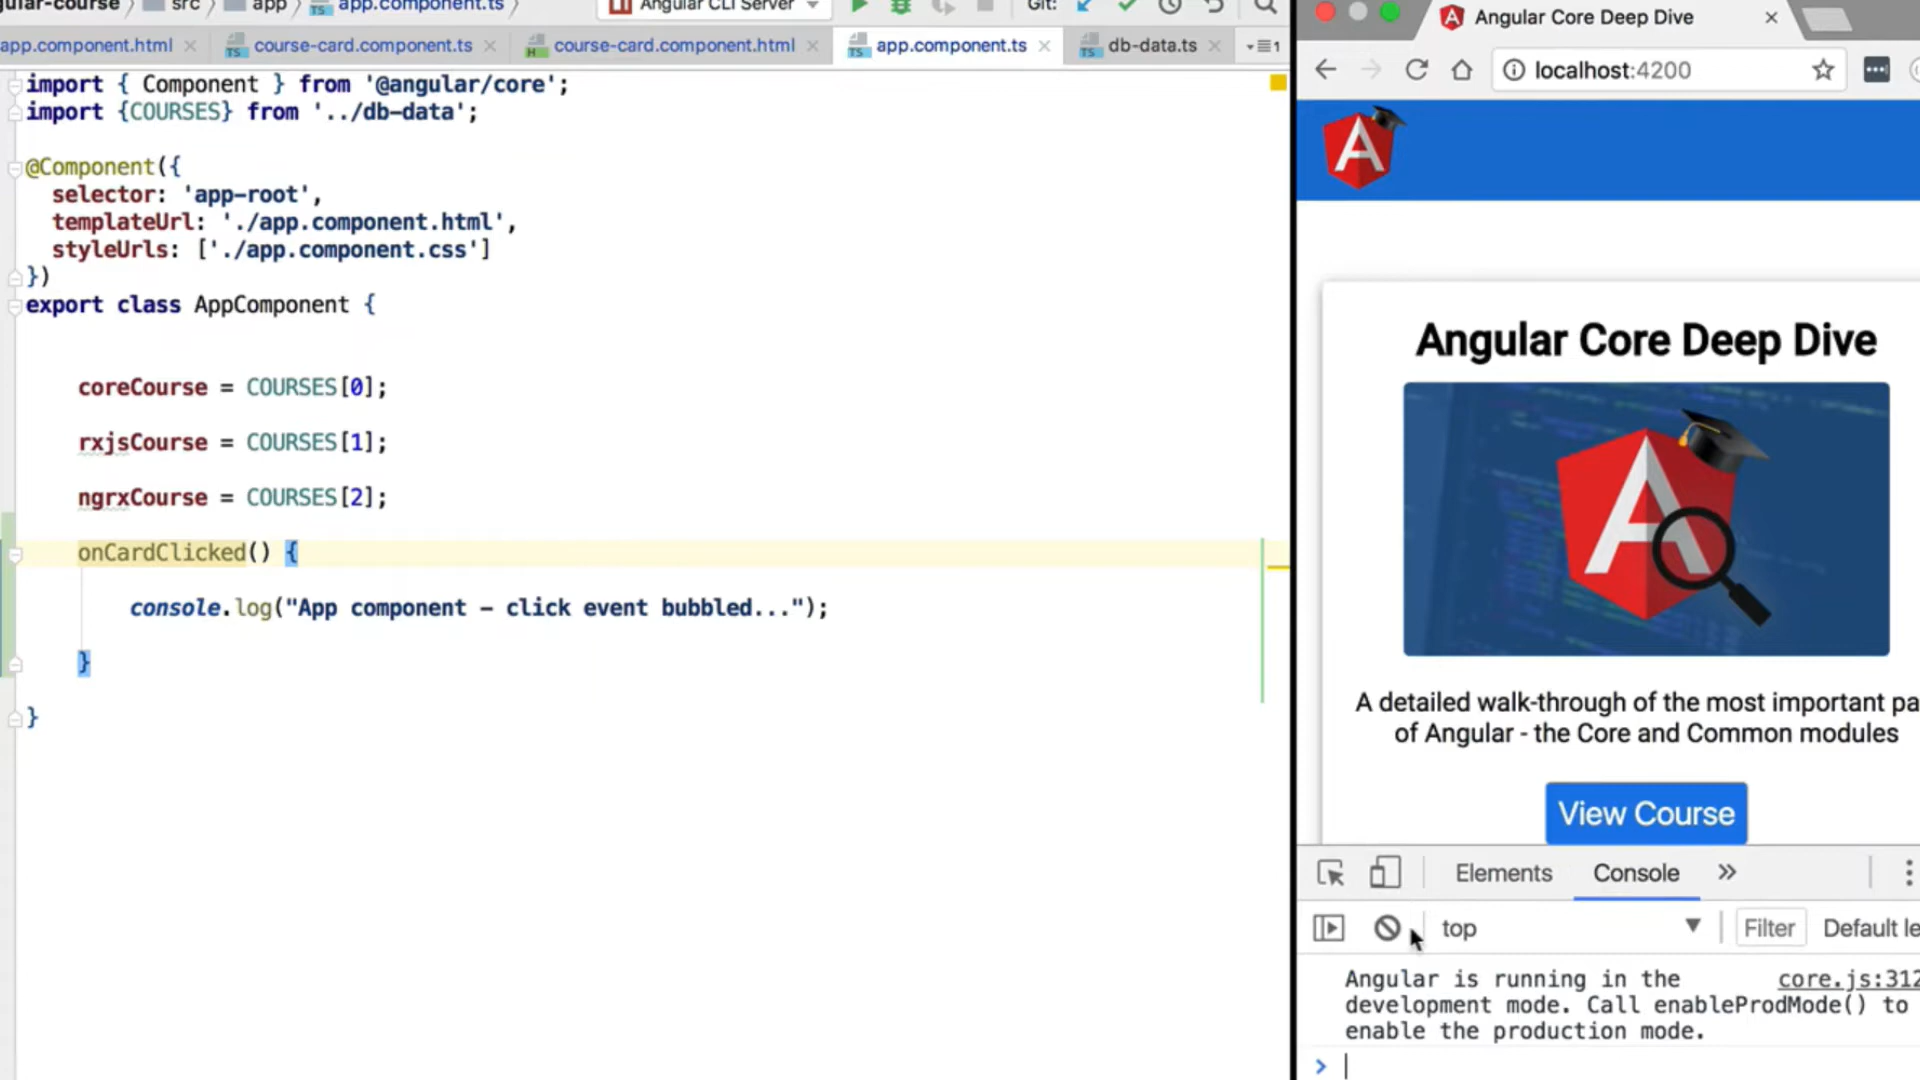 gular-course
src
app
app.component.ts
Angular CLI Server
Git:
app.component.html
course-card.component.ts
course-card.component.html
app.component.ts
db-data.ts
import { Component } from '@angular/core';
import {COURSES} from '../db-data';
@Component({
selector: 'app-root',
templateUrl: './app.component.html',
styleUrls: ['./app.component.css']
})
export class AppComponent {
coreCourse = COURSES[0];
rxjsCourse = COURSES[1];
ngrxCourse = COURSES[2];
onCardClicked() {
console.log("App component - click event bubbled...");
}
}
Angular Core Deep Dive
localhost:4200
Angular Core Deep Dive
A detailed walk-through of the most important pa
of Angular - the Core and Common modules
View Course
Elements
Console
top
Filter
Default le
Angular is running in the core.js:312
development mode. Call enableProdMode() to
enable the production mode.
>